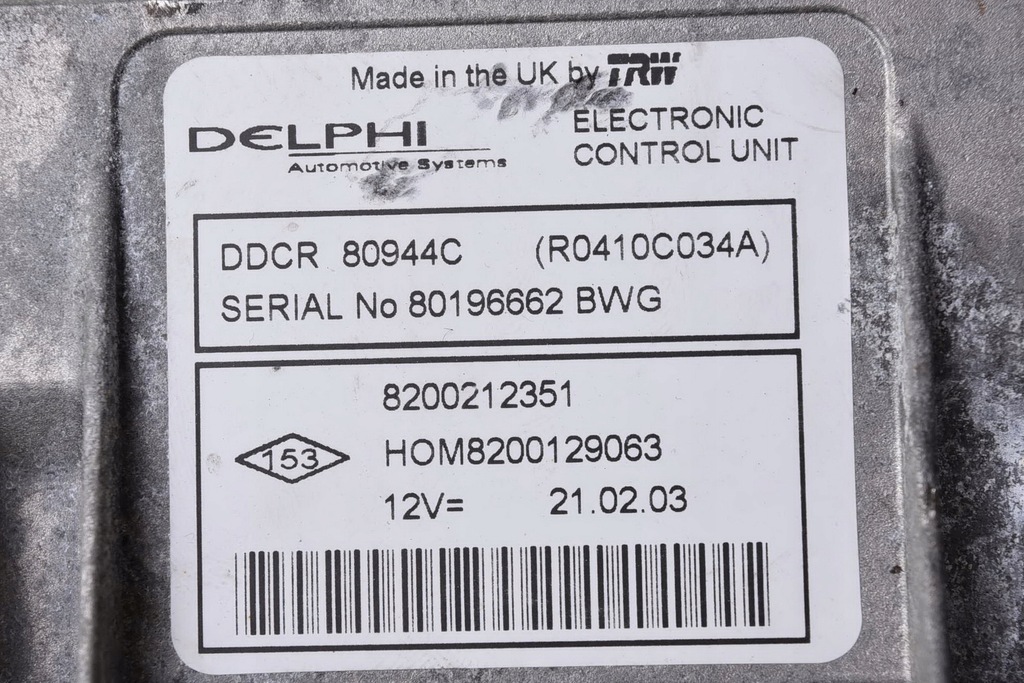 Made in the UK by TRW
DELPHI
Automotive Systems
ELECTRONIC
CONTROL UNIT
DDCR 80944C (R0410C034A)
SERIAL No 80196662 BWG
8200212351
153
HOM8200129063
12V= 21.02.03